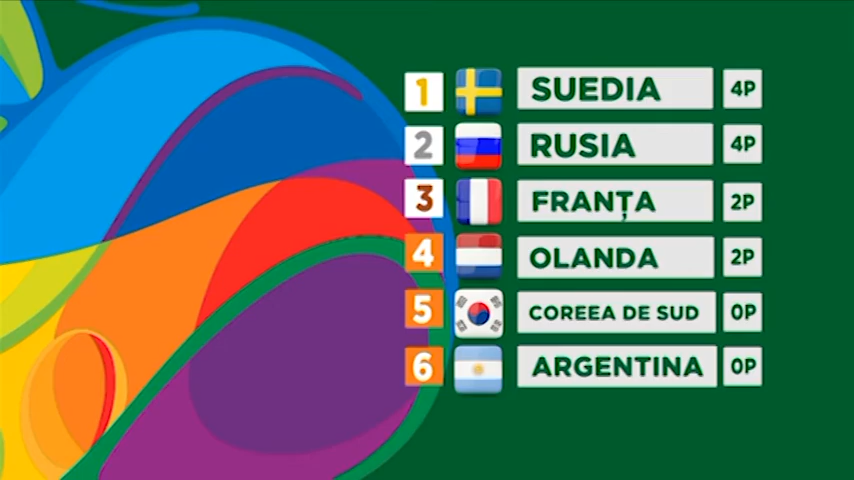 1 SUEDIA 4P
2 RUSIA 4P
3 FRANȚA 2P
4 OLANDA 2P
5 COREEA DE SUD 0P
6 ARGENTINA 0P